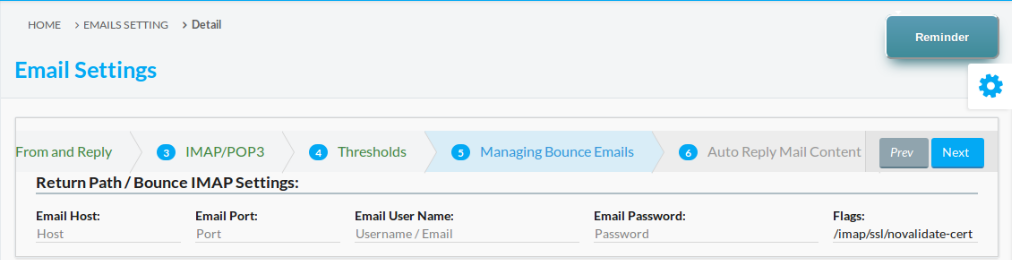 HOME > EMAILS SETTING > Detail
Reminder
Email Settings
From and Reply 3 IMAP/POP3 4 Thresholds 5 Managing Bounce Emails 6 Auto Reply Mail Content Prev Next
Return Path / Bounce IMAP Settings:
Email Host: Email Port: Email User Name: Email Password: Flags:
Host Port Username / Email Password /imap/ssl/novalidate-cert